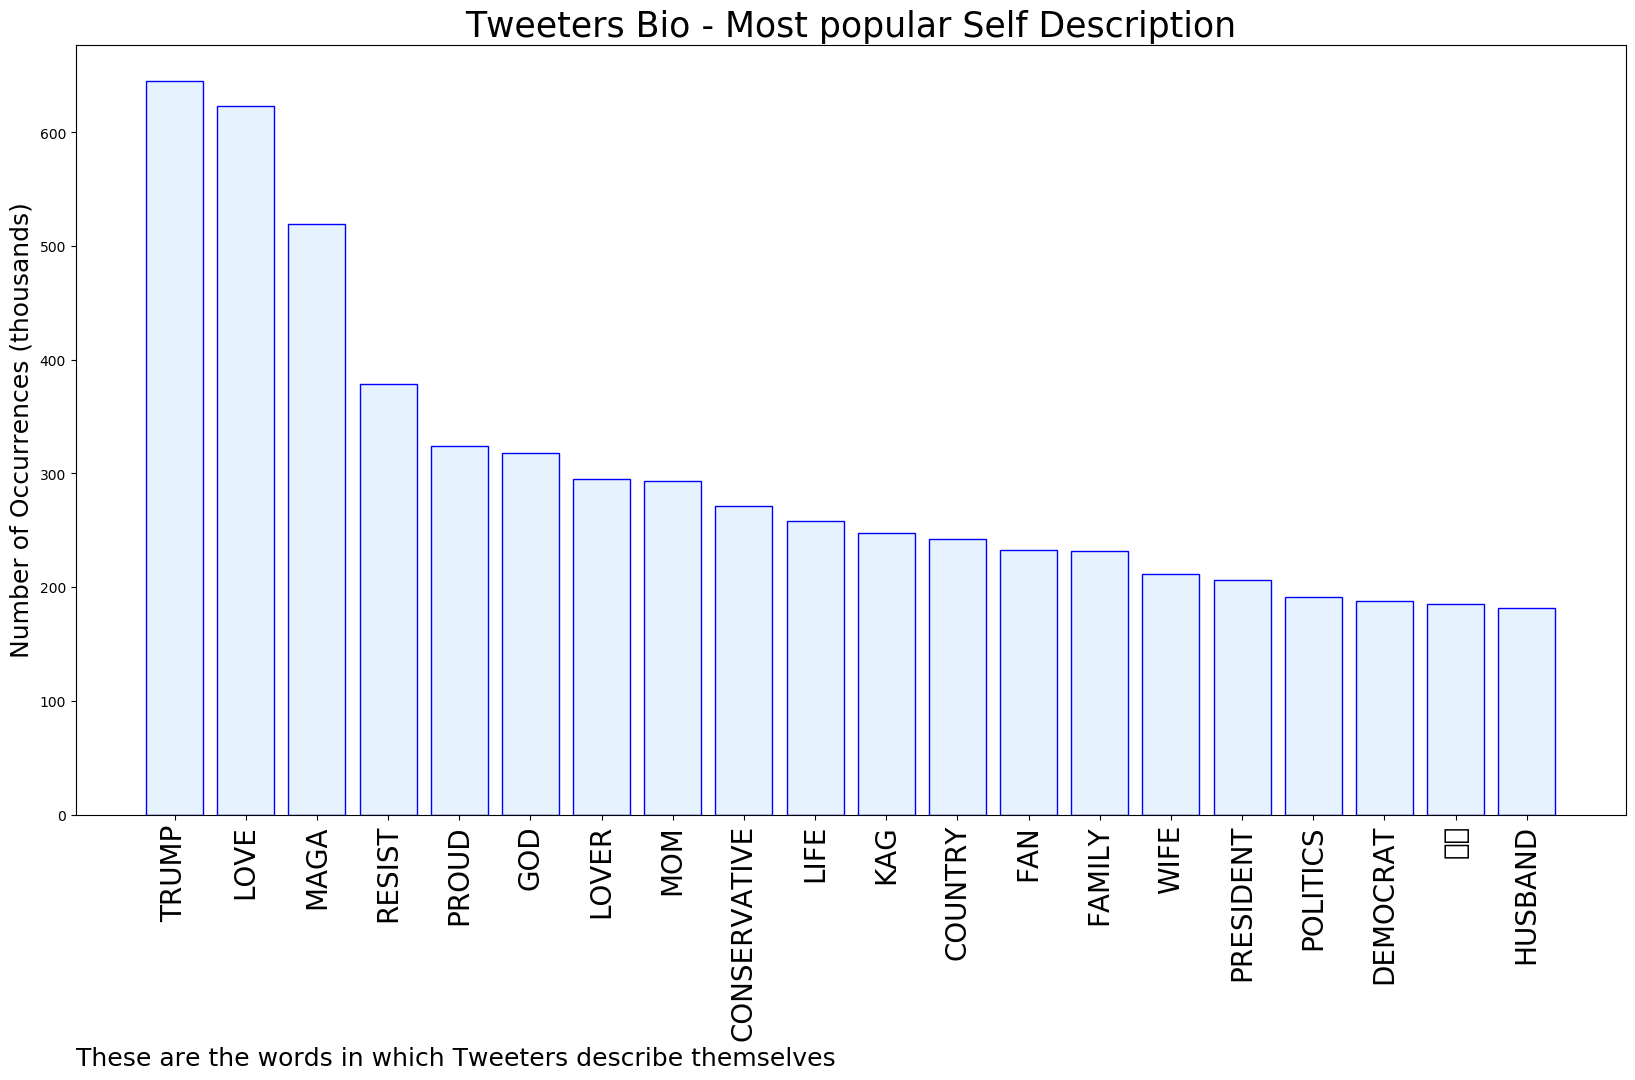 Tweeters Bio - Most popular Self Description
Number of Occurrences (thousands)
600
500
400
300
200
100
0
TRUMP
LOVE
MAGA
RESIST
PROUD
GOD
LOVER
MOM
CONSERVATIVE
LIFE
KAG
COUNTRY
FAN
FAMILY
WIFE
PRESIDENT
POLITICS
DEMOCRAT
HUSBAND
These are the words in which Tweeters describe themselves